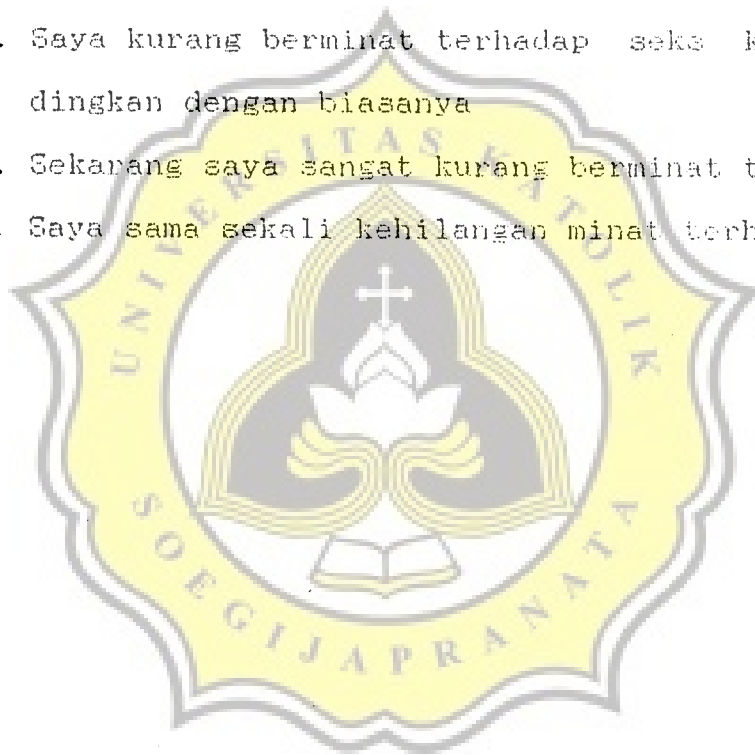 . Saya kurang berminat terhadap seks k
dingkan dengan biasanya
. Sekarang saya sangat kurang berminat t
. Saya sama sekali kehilangan minat terh
UNIVERSITAS KATOLIK
SOEGIJAPRANATA